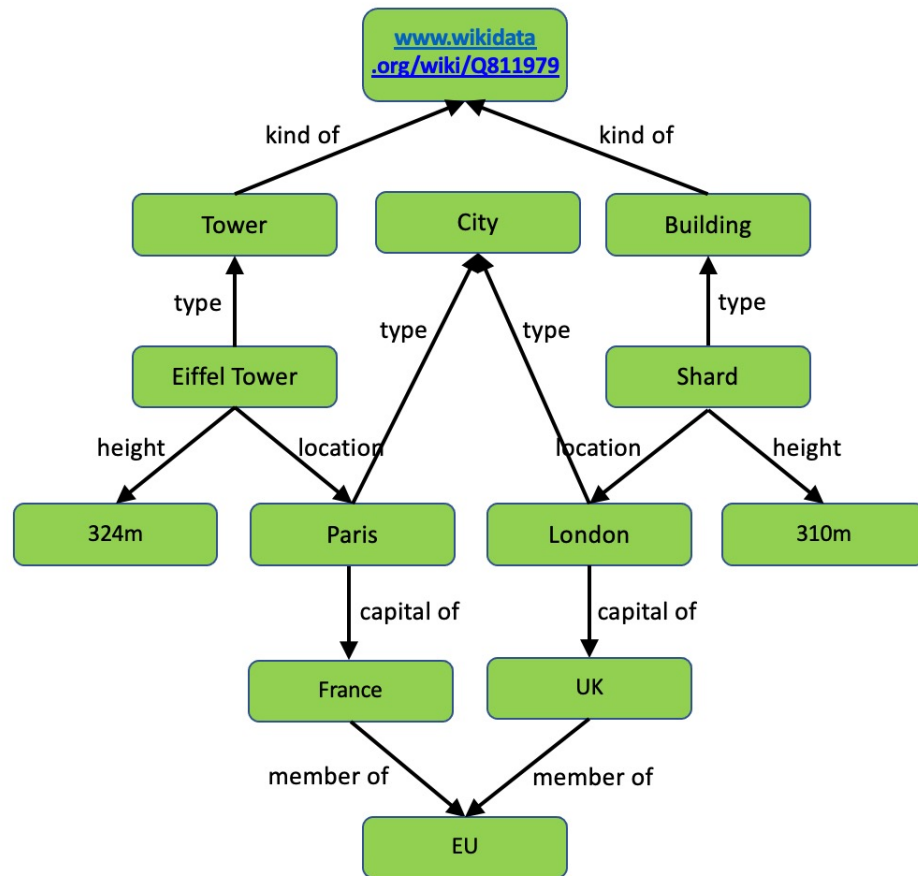 www.wikidata
.org/wiki/Q811979
kind of
kind of
Tower
City
Building
type
type
type
type
Eiffel Tower
Shard
height
location
location
height
324m
Paris
London
310m
capital of
capital of
France
UK
member of
member of
EU